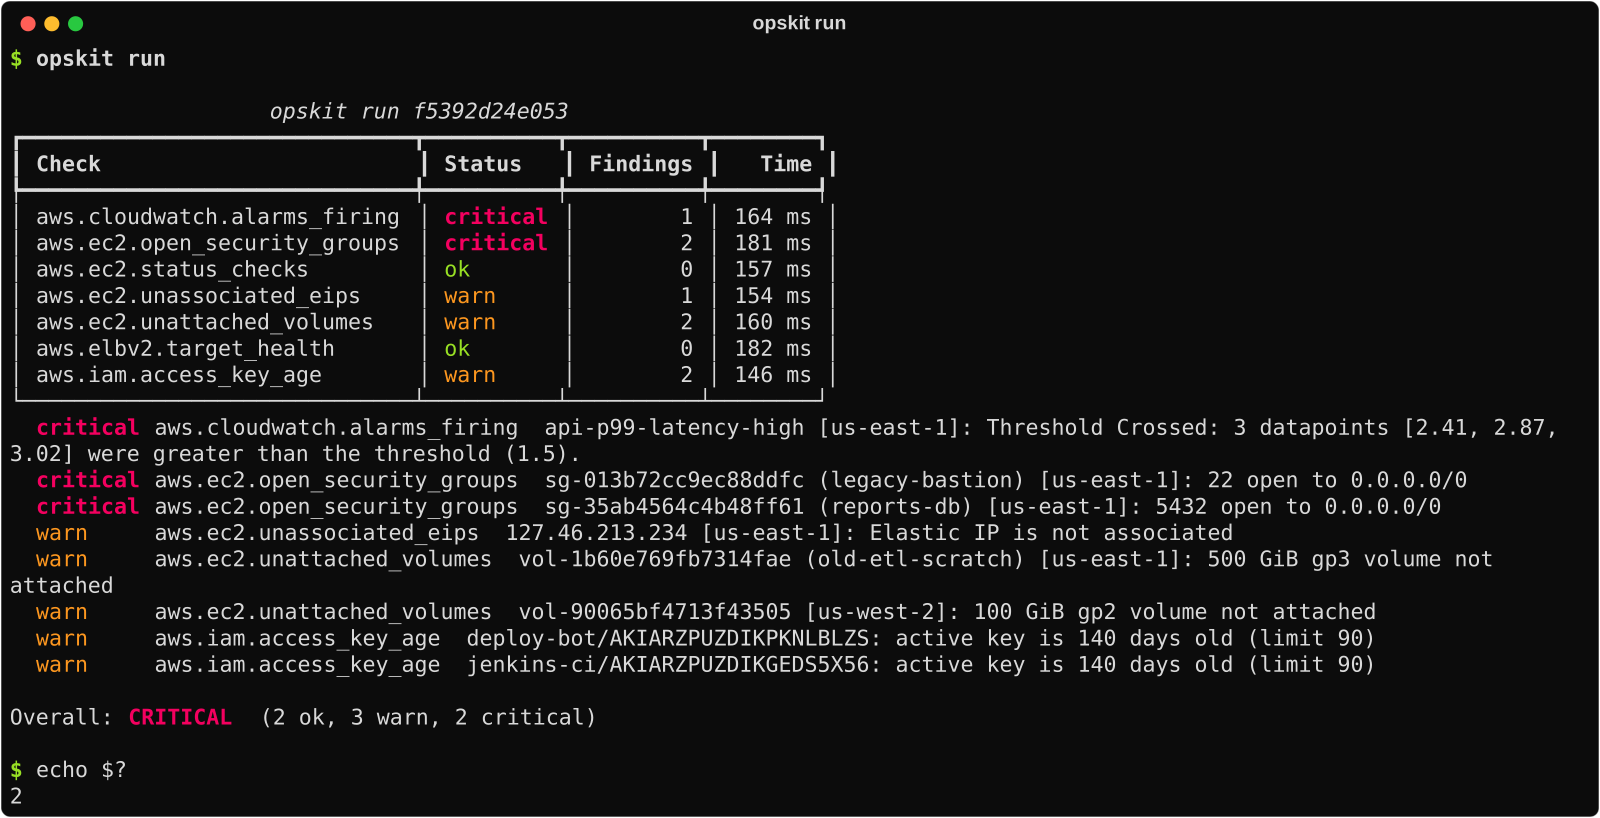 opskit run
$ opskit run
opskit run f5392d24e053
Check Status Findings Time
aws.cloudwatch.alarms_firing critical 1 164 ms
aws.ec2.open_security_groups critical 2 181 ms
aws.ec2.status_checks ok 0 157 ms
aws.ec2.unassociated_eips warn 1 154 ms
aws.ec2.unattached_volumes warn 2 160 ms
aws.elbv2.target_health ok 0 182 ms
aws.iam.access_key_age warn 2 146 ms
critical aws.cloudwatch.alarms_firing api-p99-latency-high [us-east-1]: Threshold Crossed: 3 datapoints [2.41, 2.87,
3.02] were greater than the threshold (1.5).
critical aws.ec2.open_security_groups sg-013b72cc9ec88ddfc (legacy-bastion) [us-east-1]: 22 open to 0.0.0.0/0
critical aws.ec2.open_security_groups sg-35ab4564c4b48ff61 (reports-db) [us-east-1]: 5432 open to 0.0.0.0/0
warn aws.ec2.unassociated_eips 127.46.213.234 [us-east-1]: Elastic IP is not associated
warn aws.ec2.unattached_volumes vol-1b60e769fb7314fae (old-etl-scratch) [us-east-1]: 500 GiB gp3 volume not
attached
warn aws.ec2.unattached_volumes vol-90065bf4713f43505 [us-west-2]: 100 GiB gp2 volume not attached
warn aws.iam.access_key_age deploy-bot/AKIARZPUZDIKPKNLBLZS: active key is 140 days old (limit 90)
warn aws.iam.access_key_age jenkins-ci/AKIARZPUZDIKGEDS5X56: active key is 140 days old (limit 90)
Overall: CRITICAL (2 ok, 3 warn, 2 critical)
$ echo $?
2